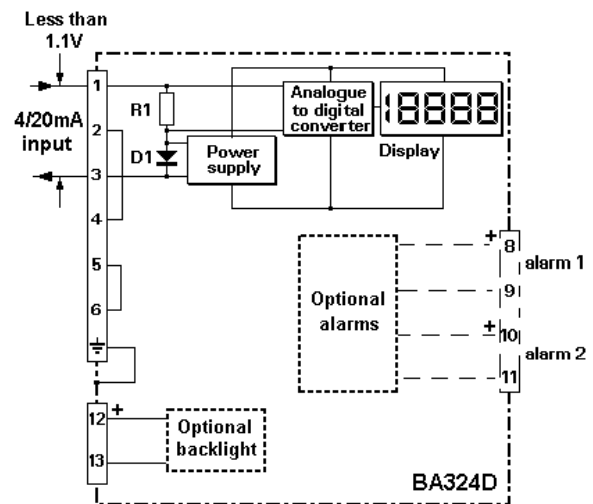 Less than
1.1V
1
R1
Analogue
to digital
converter
18888
4/20mA
input
2
D1
Power
supply
Display
3
4
+
8
alarm 1
5
Optional
alarms
9
6
+
10
alarm 2
11
12
+
Optional
backlight
13
BA324D